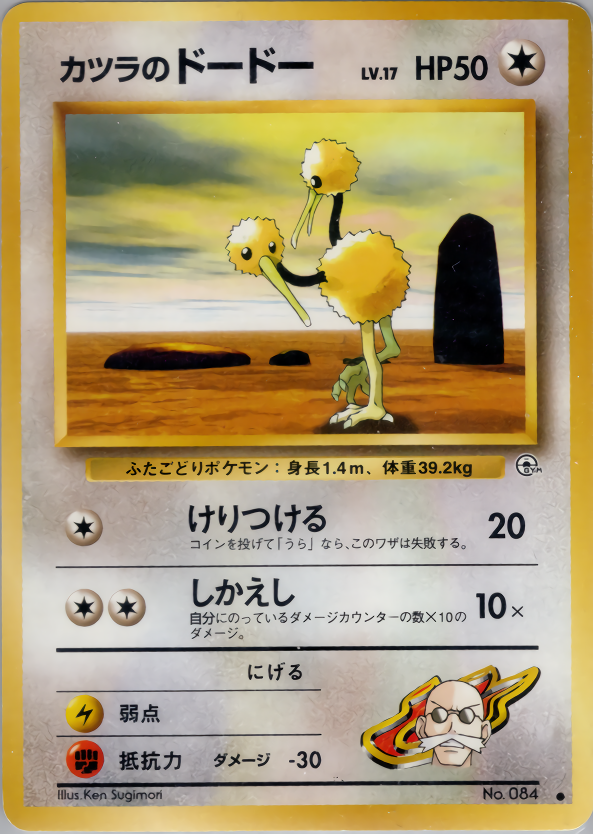 カツラのドードー LV.17 HP50
ふたごどりポケモン：身長1.4m、体重39.2kg
GYM
けりつける 20
コインを投げて「うら」なら、このワザは失敗する。
しかえし 10×
自分にのっているダメージカウンターの数×10の
ダメージ。
にげる
弱点
抵抗力 ダメージ -30
Illus. Ken Sugimori No. 084